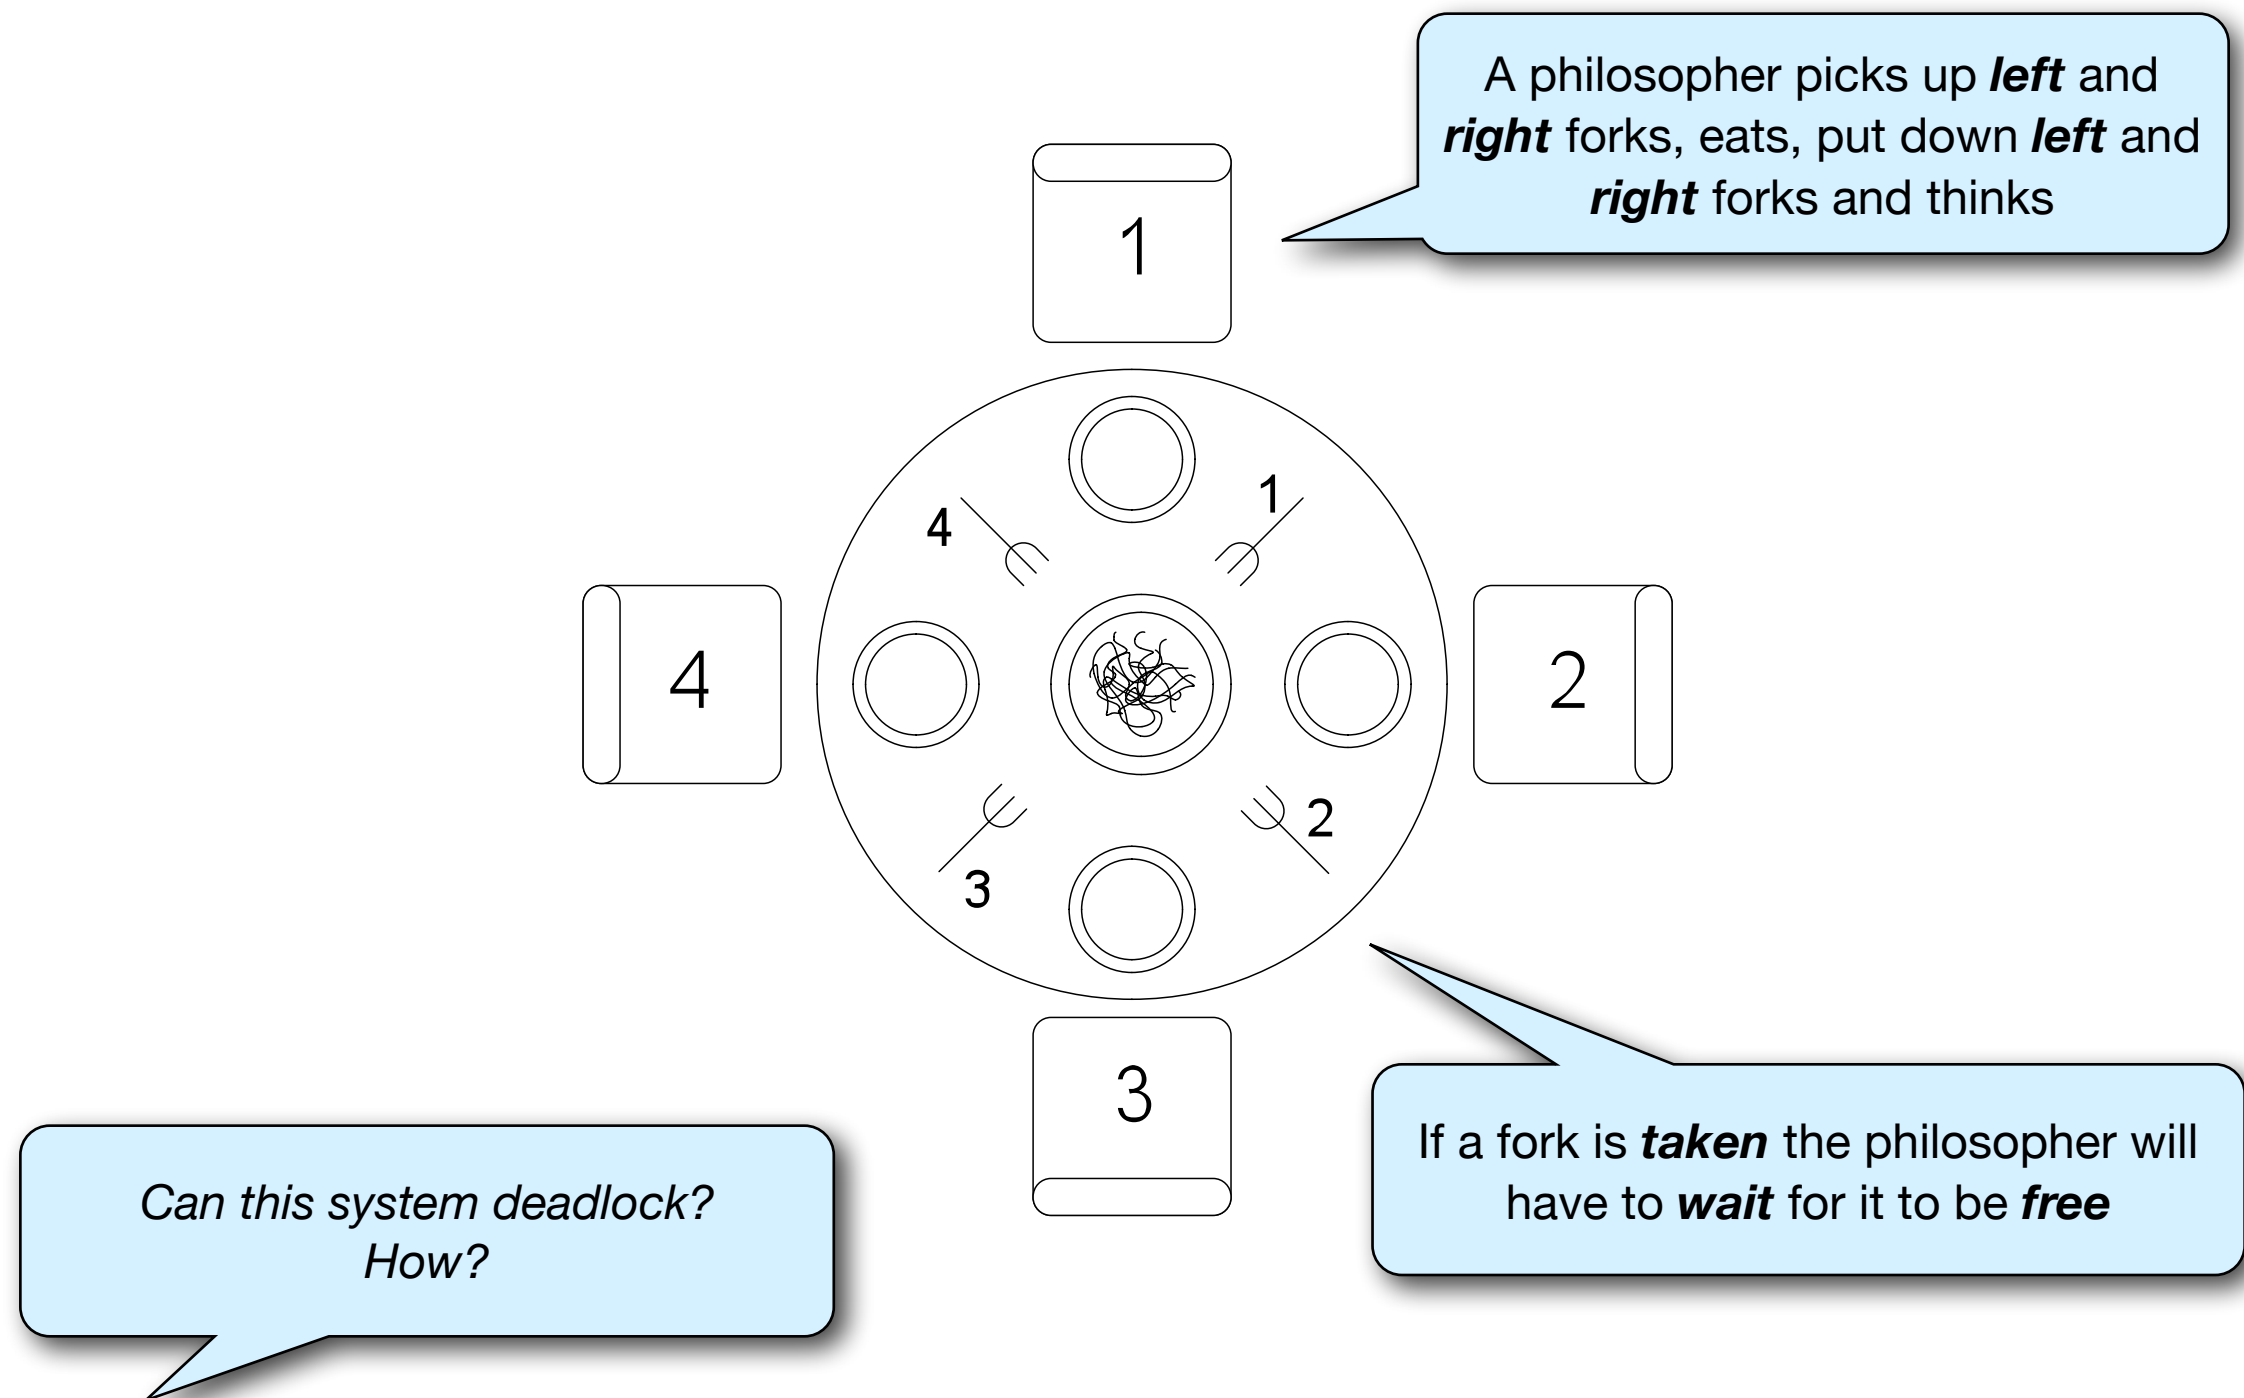 A philosopher picks up left and
right forks, eats, put down left and
right forks and thinks
1
4
1
4
2
2
3
3
If a fork is taken the philosopher will
have to wait for it to be free
Can this system deadlock?
How?